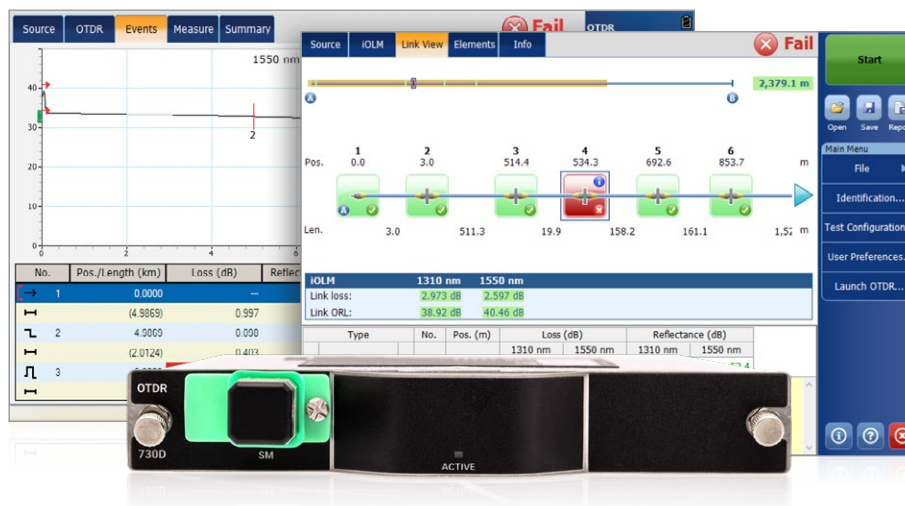 Source OTDR Events Measure Summary
Fail
OTDR
1550 nm
40
30
20
10
0
2
0 2 4 6
No. Pos./Length (km) Loss (dB)
1 0.0000 ---
(4.9869) 0.997
2 4.9869 0.098
(2.0124) 0.403
3
Source iOLM Link View Elements Info
Fail
2,379.1 m
A
B
1 2 3 4 5 6
Pos. 0.0 3.0 514.4 534.3 692.6 853.7 m
A
Len. 3.0 511.3 19.9 158.2 161.1 m
iOLM 1310 nm 1550 nm
Link loss: 2.973 dB 2.597 dB
Link ORL: 38.92 dB 40.46 dB
Type No. Pos. (m) Loss (dB) Reflectance (dB)
1310 nm 1550 nm 1310 nm 1550 nm
Start
Open Save
Main Menu
File
Identification...
Test Configuration
User Preferences.
Launch OTDR...
OTDR
730D
SM
ACTIVE